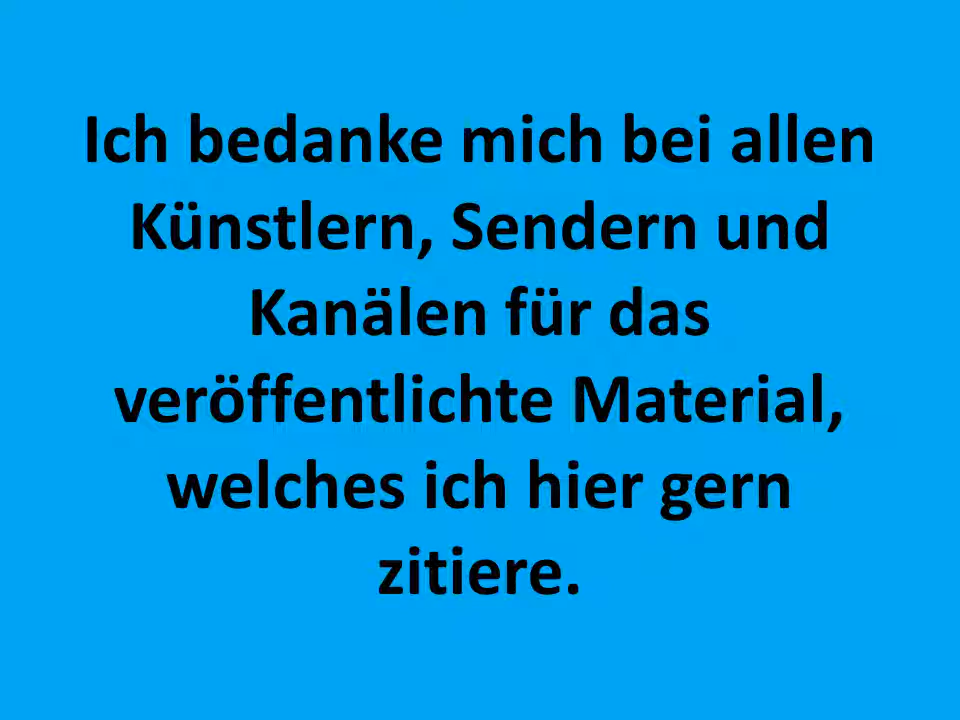 Ich bedanke mich bei allen
Künstlern, Sendern und
Kanälen für das
veröffentlichte Material,
welches ich hier gern
zitiere.